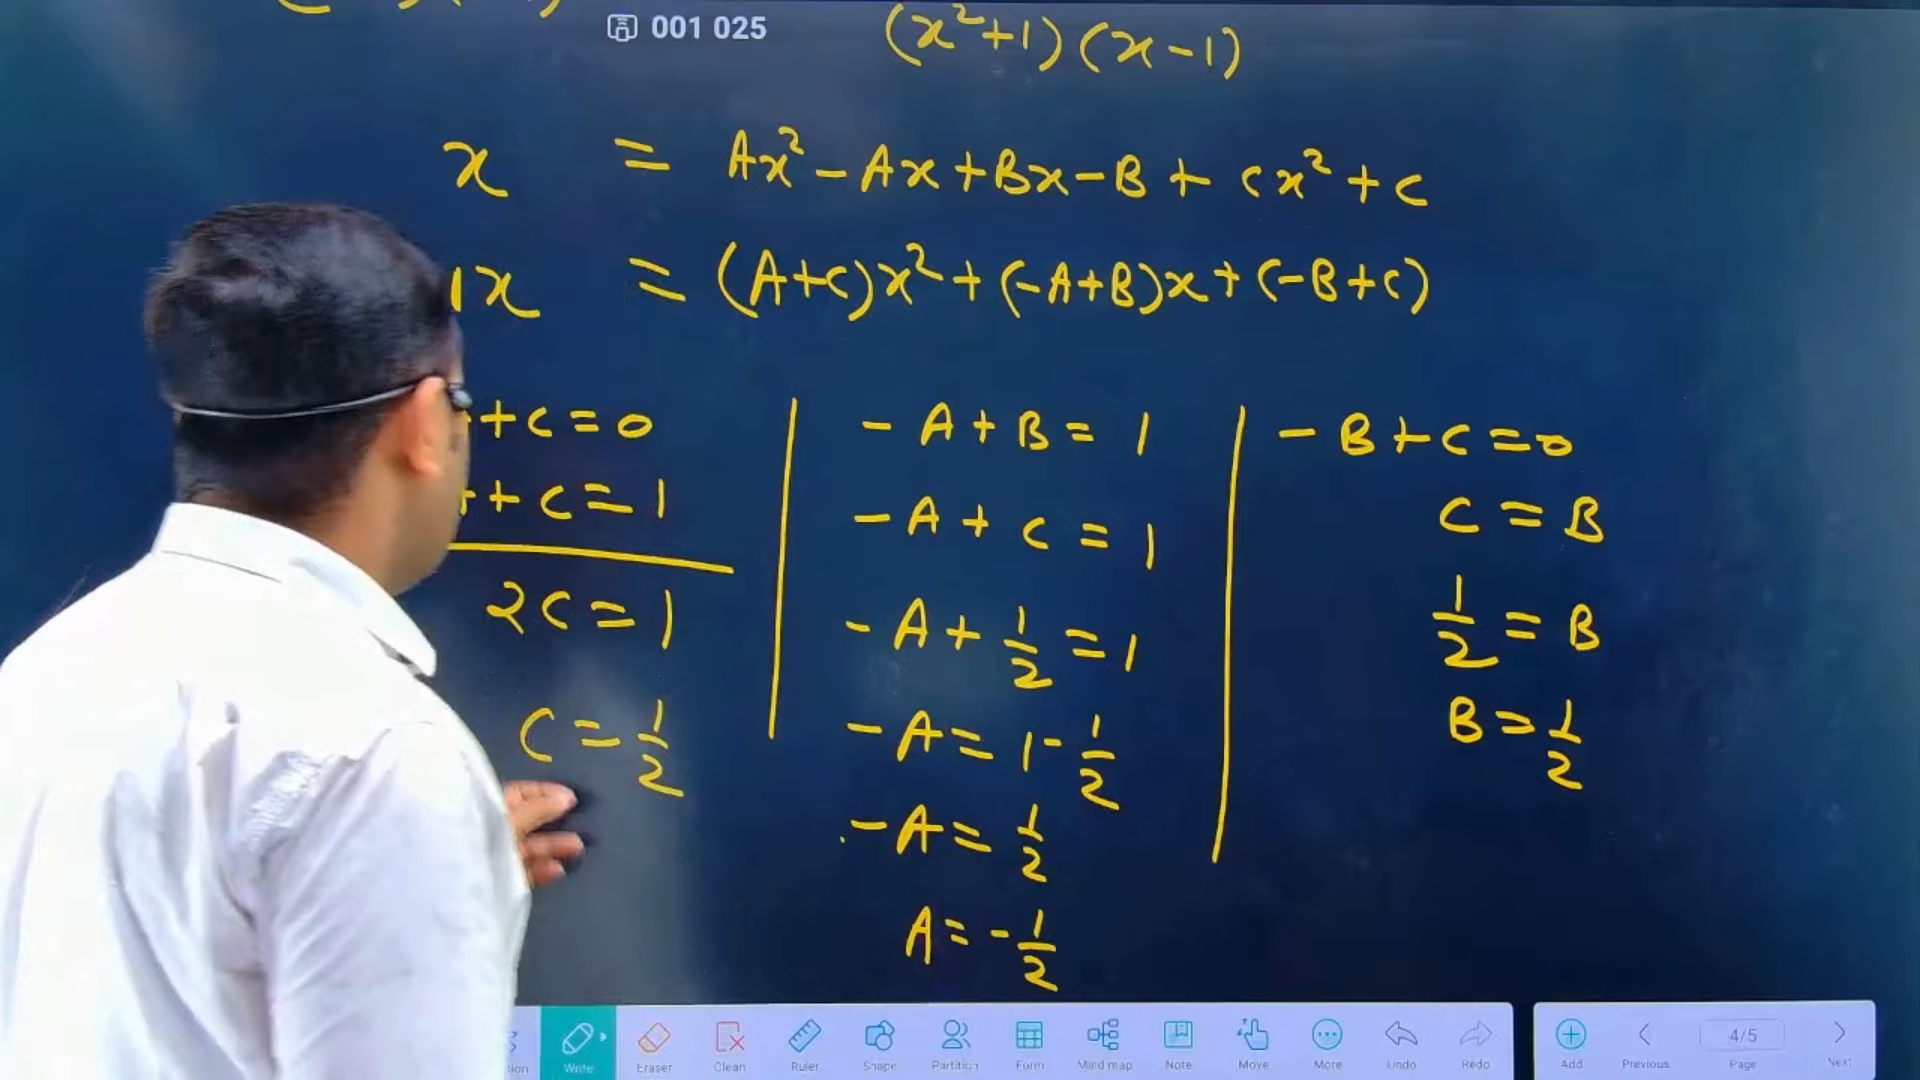 001 025
(x²+1)(x-1)
x = Ax² - Ax + Bx - B + Cx² + C
1x = (A+C)x² + (-A+B)x + (-B+C)
+C=0
+C=1
2C=1
C=1/2
-A+B=1
-A+C=1
-A+1/2=1
-A=1-1/2
-A=1/2
A=-1/2
-B+C=0
C=B
1/2=B
B=1/2
Write
Eraser
Clean
Ruler
Shape
Partition
Form
Mind map
Note
Move
More
Undo
Redo
Add
Previous
4/5
Page
Next